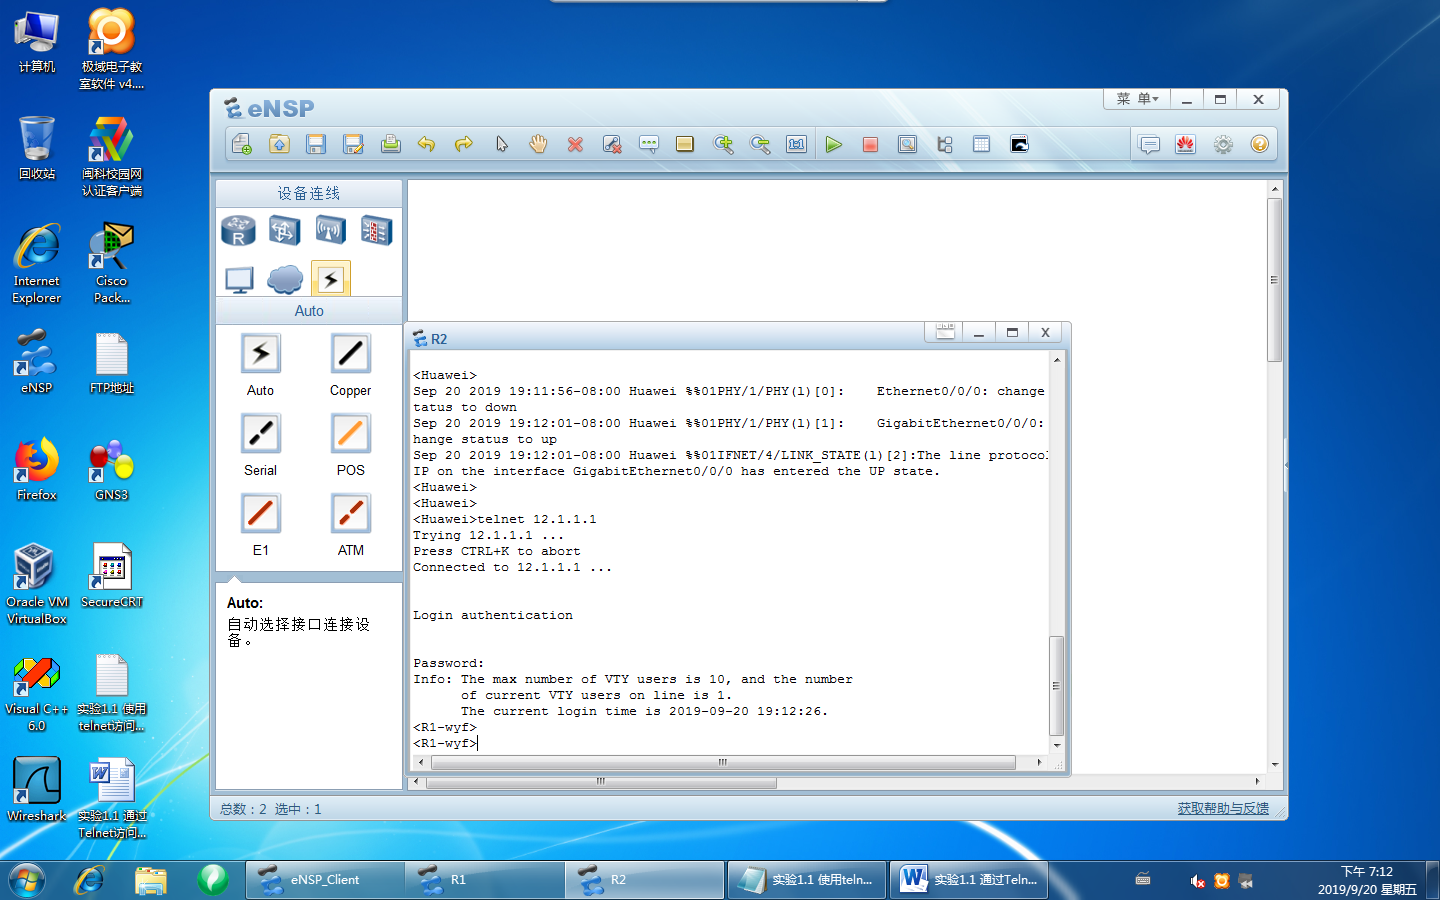 计算机
极域电子教
室软件 v4....
回收站
闽科校园网
认证客户端
Internet
Explorer
Cisco
Pack...
eNSP
FTP地址
Firefox
GNS3
Oracle VM
VirtualBox
SecureCRT
Visual C++
6.0
实验1.1 使用
telnet访问...
Wireshark
实验1.1 通过
Telnet访问...
eNSP
菜 单
设备连线
R
Auto
Auto
Copper
Serial
POS
E1
ATM
Auto:
自动选择接口连接设
备。
R2
<Huawei>
Sep 20 2019 19:11:56-08:00 Huawei %%01PHY/1/PHY(l)[0]:    Ethernet0/0/0: change
tatus to down
Sep 20 2019 19:12:01-08:00 Huawei %%01PHY/1/PHY(l)[1]:    GigabitEthernet0/0/0:
hange status to up
Sep 20 2019 19:12:01-08:00 Huawei %%01IFNET/4/LINK_STATE(l)[2]:The line protocol
IP on the interface GigabitEthernet0/0/0 has entered the UP state.
<Huawei>
<Huawei>
<Huawei>telnet 12.1.1.1
Trying 12.1.1.1 ...
Press CTRL+K to abort
Connected to 12.1.1.1 ...
Login authentication
Password:
Info: The max number of VTY users is 10, and the number
of current VTY users on line is 1.
The current login time is 2019-09-20 19:12:26.
<R1-wyf>
<R1-wyf>
总数：2 选中：1
获取帮助与反馈
eNSP_Client
R1
R2
实验1.1 使用teln...
实验1.1 通过Teln...
下午 7:12
2019/9/20 星期五